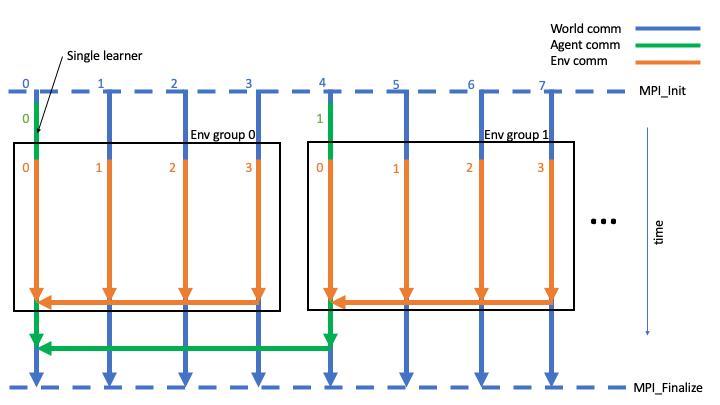 World comm
Agent comm
Env comm
Single learner
0 1 2 3 4 5 6 7
MPI_Init
0 1
Env group 0 Env group 1
0 1 2 3 0 1 2 3
...
time
MPI_Finalize